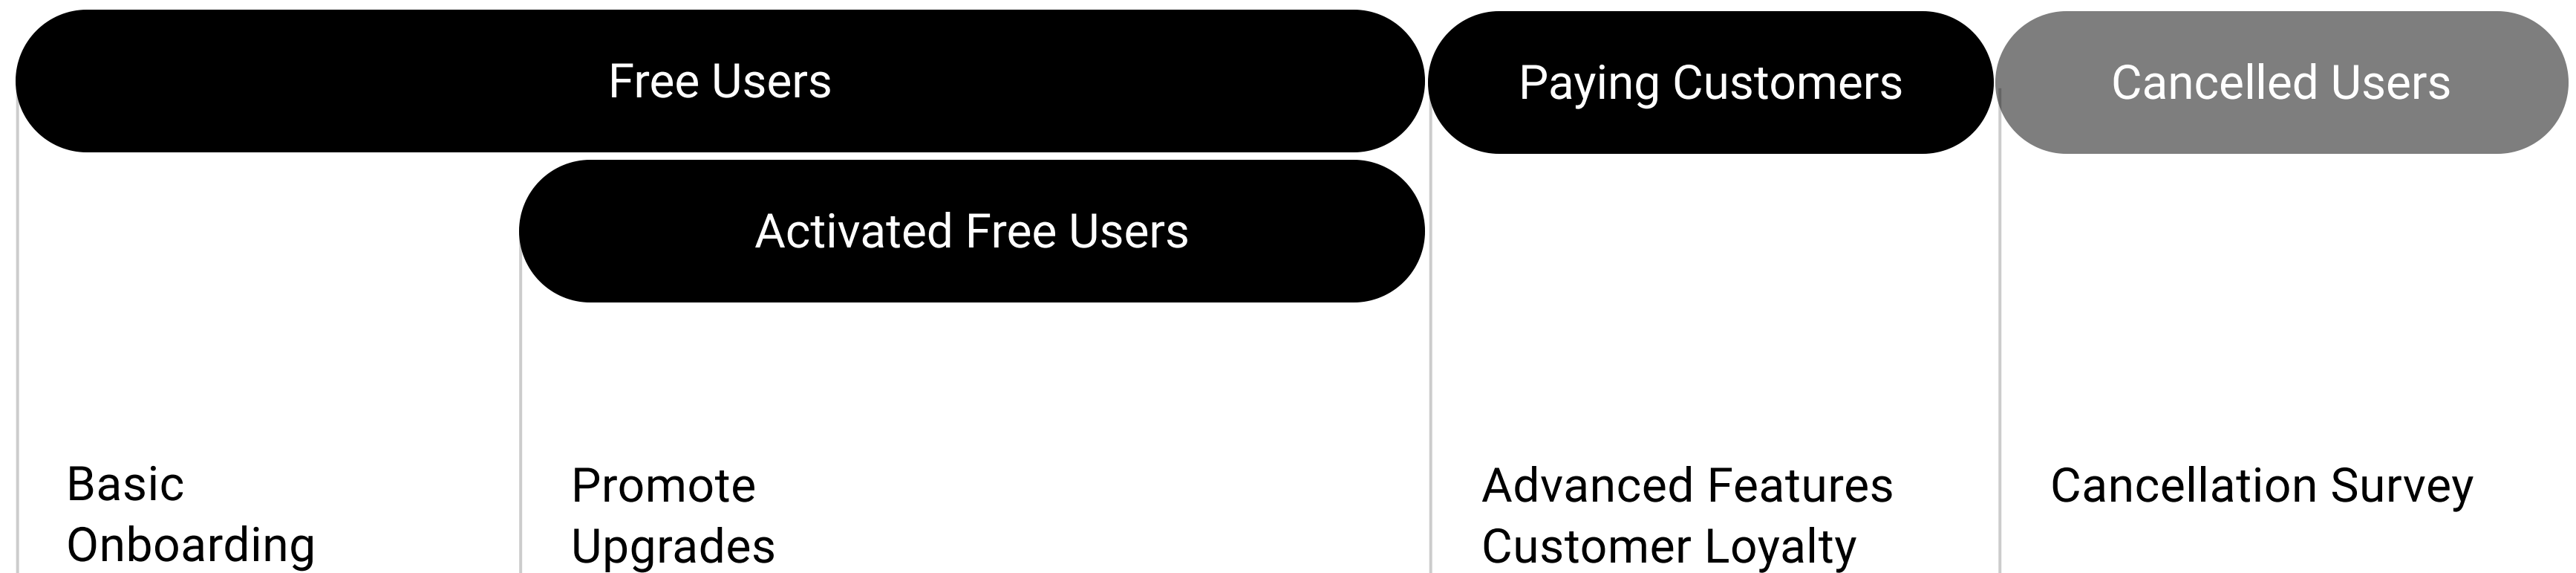 Free Users
Paying Customers
Cancelled Users
Activated Free Users
Basic
Onboarding
Promote
Upgrades
Advanced Features
Customer Loyalty
Cancellation Survey